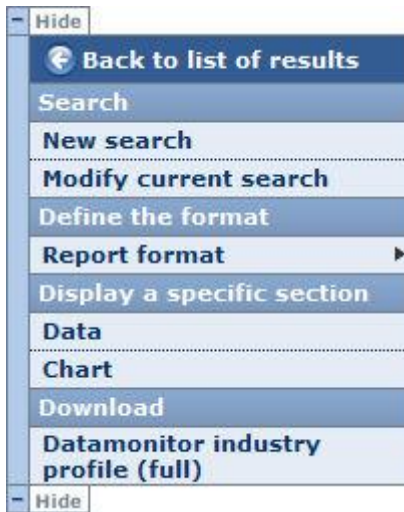 - Hide
Back to list of results
Search
New search
Modify current search
Define the format
Report format
Display a specific section
Data
Chart
Download
Datamonitor industry
profile (full)
- Hide